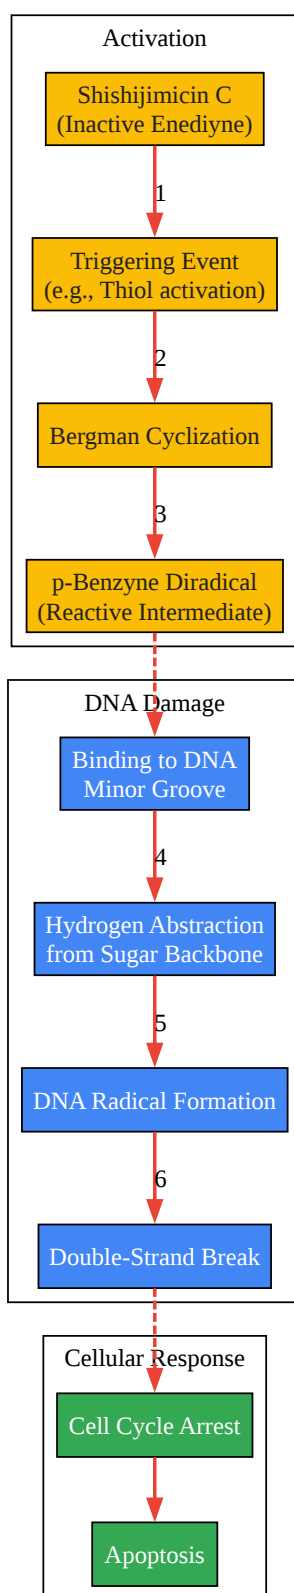 Activation
Shishijimicin C
(Inactive Enediyne)
1
Triggering Event
(e.g., Thiol activation)
2
Bergman Cyclization
3
p-Benzyne Diradical
(Reactive Intermediate)
DNA Damage
Binding to DNA
Minor Groove
4
Hydrogen Abstraction
from Sugar Backbone
5
DNA Radical Formation
6
Double-Strand Break
Cellular Response
Cell Cycle Arrest
Apoptosis